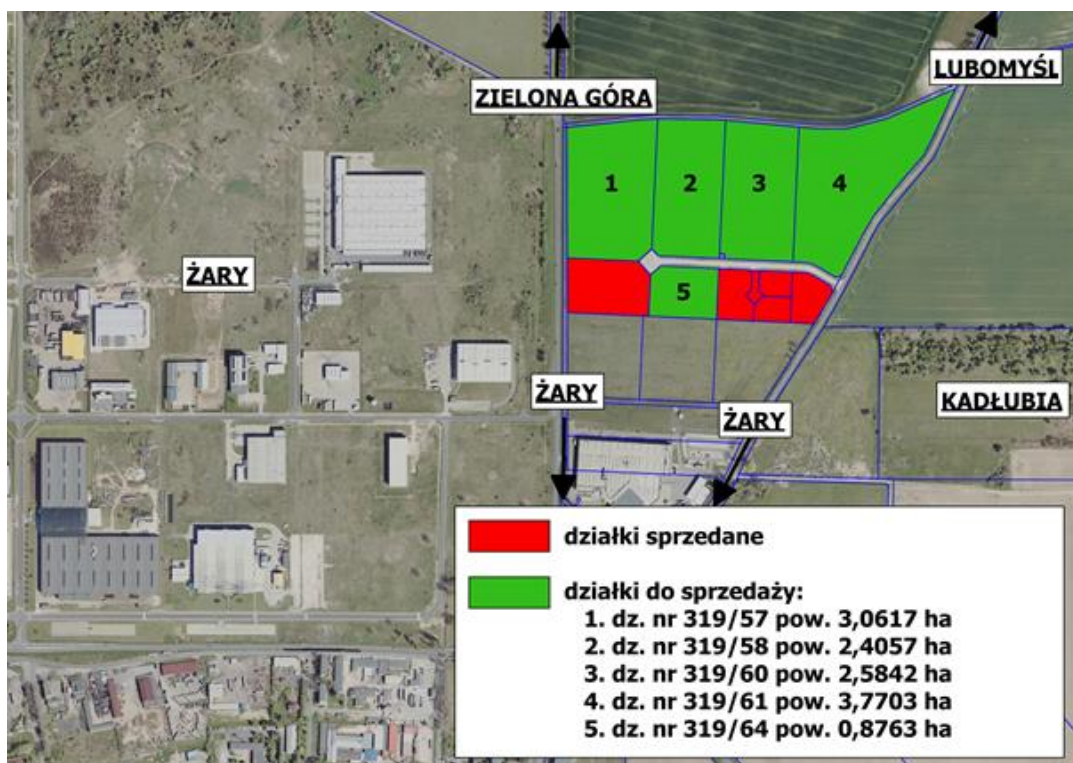 LUBOMYŚL
ZIELONA GÓRA
1
2
3
4
ŻARY
5
ŻARY
KADŁUBIA
ŻARY
działki sprzedane
działki do sprzedaży:
1. dz. nr 319/57 pow. 3,0617 ha
2. dz. nr 319/58 pow. 2,4057 ha
3. dz. nr 319/60 pow. 2,5842 ha
4. dz. nr 319/61 pow. 3,7703 ha
5. dz. nr 319/64 pow. 0,8763 ha